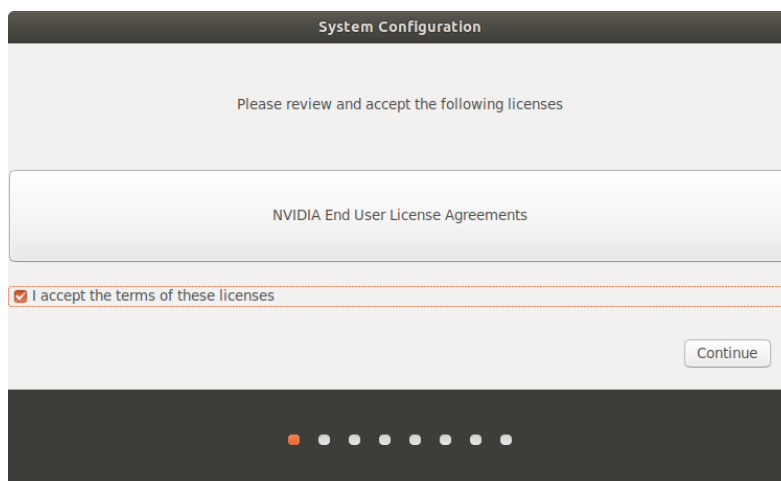 System Configuration
Please review and accept the following licenses
NVIDIA End User License Agreements
I accept the terms of these licenses
Continue